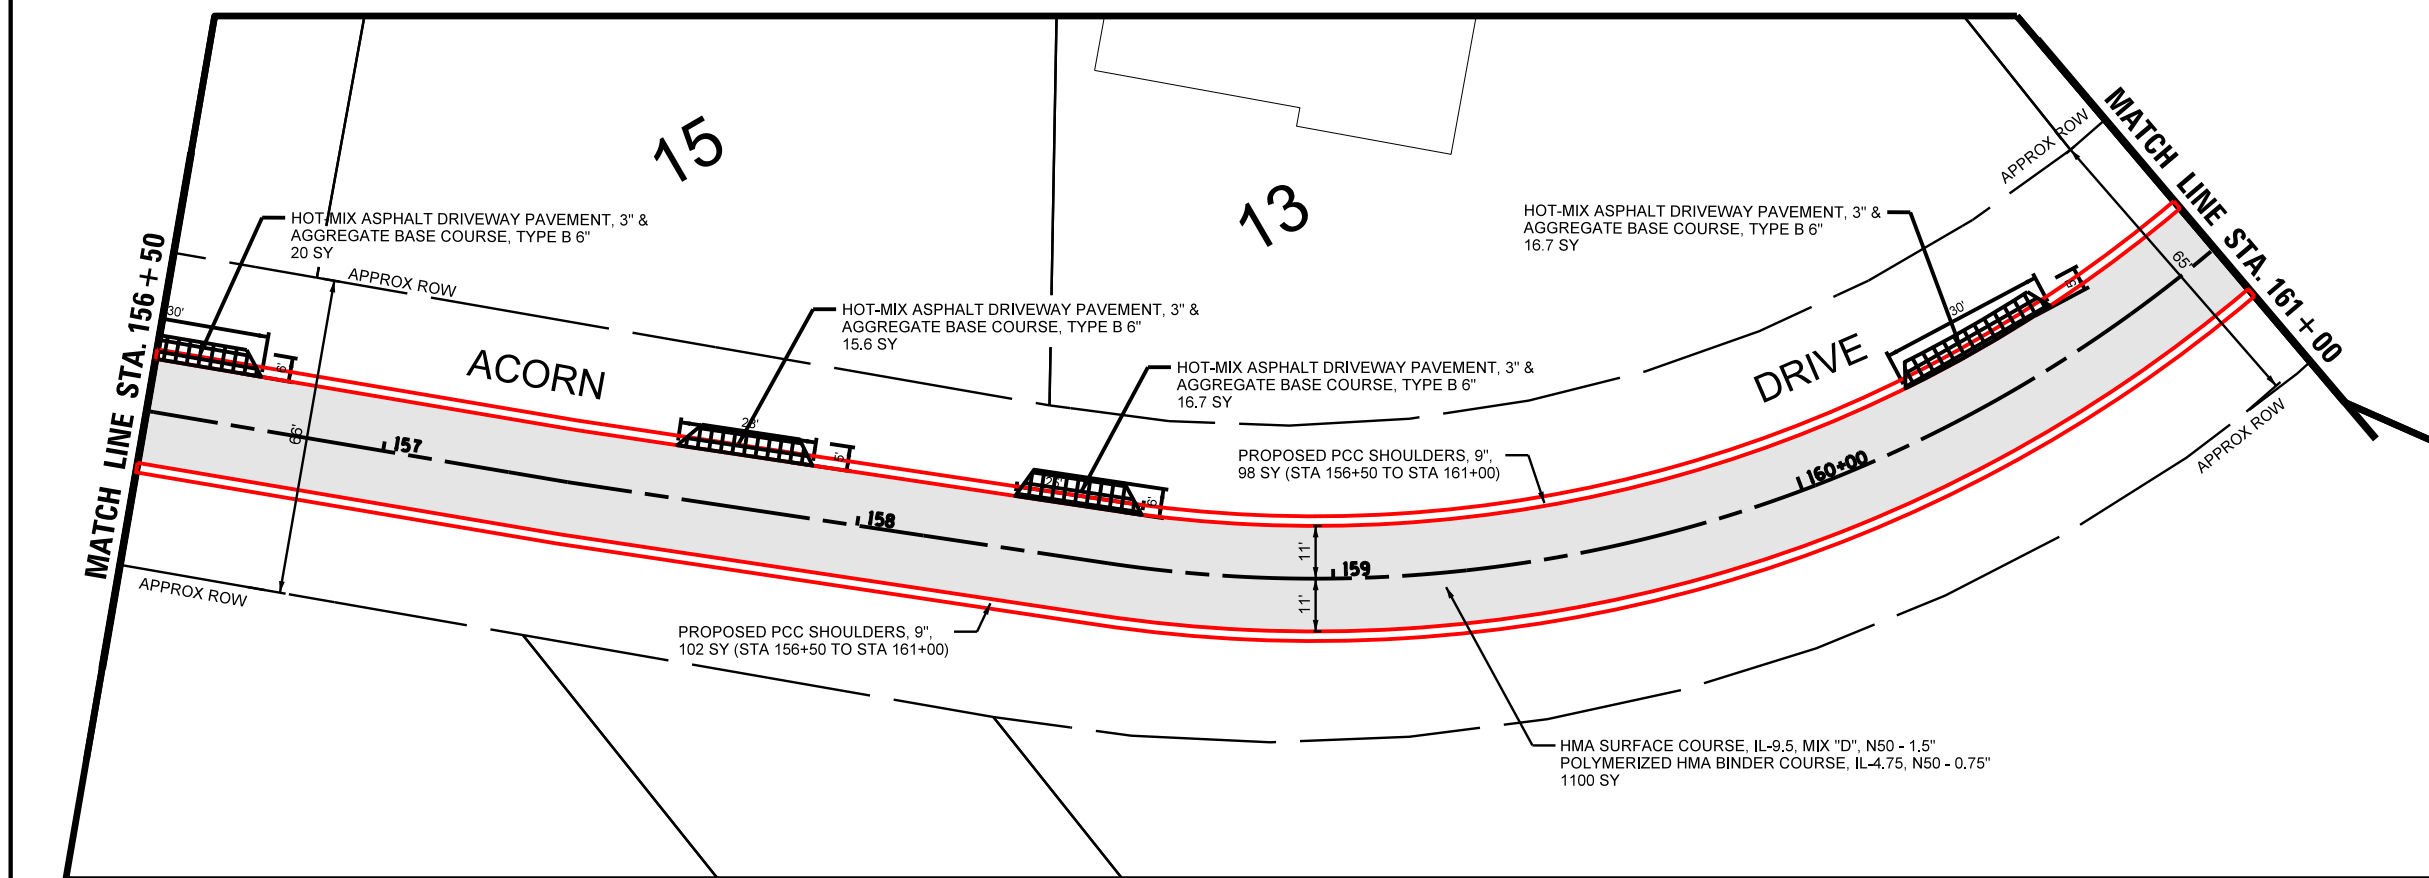 15
13
HOT-MIX ASPHALT DRIVEWAY PAVEMENT, 3" &
AGGREGATE BASE COURSE, TYPE B 6"
20 SY
APPROX ROW
MATCH LINE STA. 156+50
30'
ACORN
66'
157
HOT-MIX ASPHALT DRIVEWAY PAVEMENT, 3" &
AGGREGATE BASE COURSE, TYPE B 6"
15.6 SY
158
HOT-MIX ASPHALT DRIVEWAY PAVEMENT, 3" &
AGGREGATE BASE COURSE, TYPE B 6"
16.7 SY
PROPOSED PCC SHOULDERS, 9",
98 SY (STA 156+50 TO STA 161+00)
11'
11'
159
HOT-MIX ASPHALT DRIVEWAY PAVEMENT, 3" &
AGGREGATE BASE COURSE, TYPE B 6"
16.7 SY
30'
DRIVE
160+00
APPROX ROW
MATCH LINE STA. 161+00
65'
APPROX ROW
APPROX ROW
PROPOSED PCC SHOULDERS, 9",
102 SY (STA 156+50 TO STA 161+00)
HMA SURFACE COURSE, IL-9.5, MIX "D", N50 - 1.5"
POLYMERIZED HMA BINDER COURSE, IL-4.75, N50 - 0.75"
1100 SY